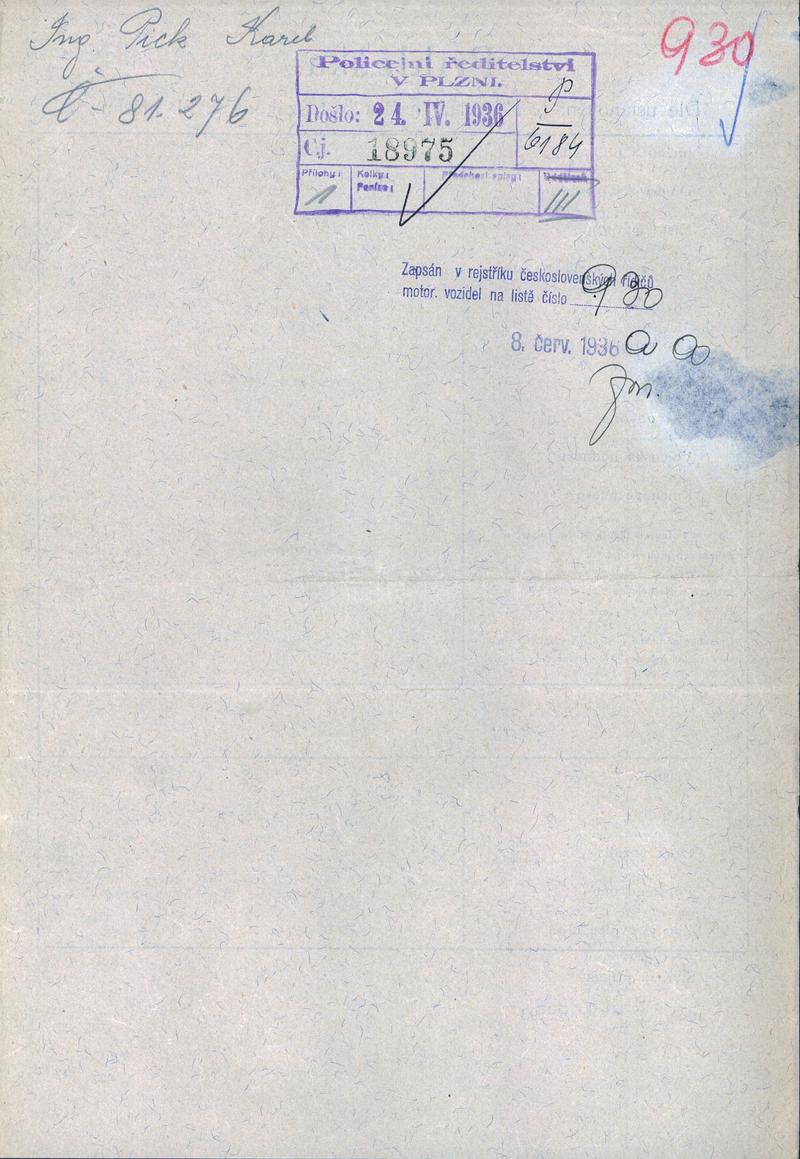 Ing. Pick Karel
Č - 81.276
930
Policejní ředitelství
V PLZNI.
Došlo: 24. IV. 1936
P
6184
Čj. 18975
Přílohy: Kolky:
Peníze:
1
III
Zapsán v rejstříku československých řidičů
motor. vozidel na listě číslo 930
8. červ. 1936